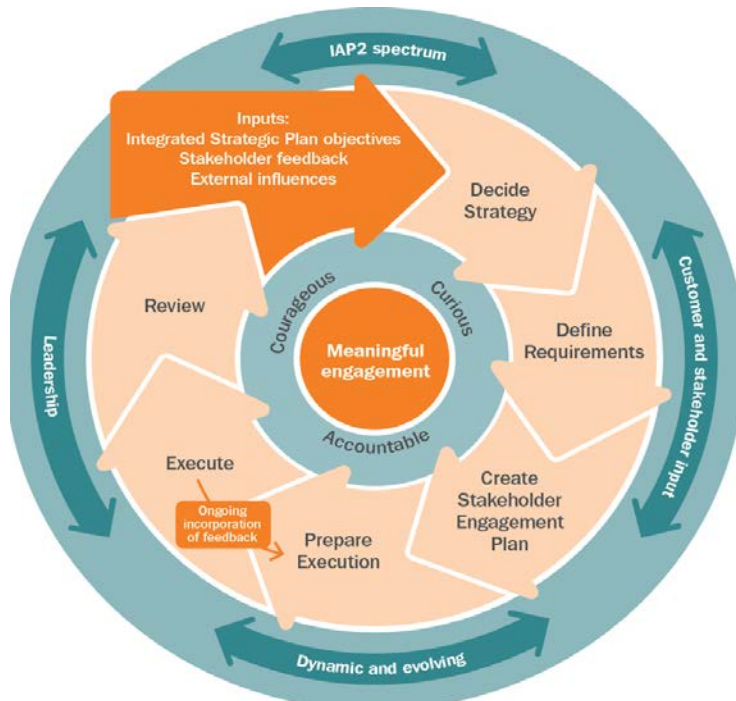 IAP2 spectrum
Inputs:
Integrated Strategic Plan objectives
Stakeholder feedback
External influences
Decide
Strategy
Customer and stakeholder input
Define
Requirements
Create
Stakeholder
Engagement
Plan
Prepare
Execution
Ongoing
incorporation
of feedback
Execute
Review
Leadership
Dynamic and evolving
Courageous
Curious
Accountable
Meaningful
engagement